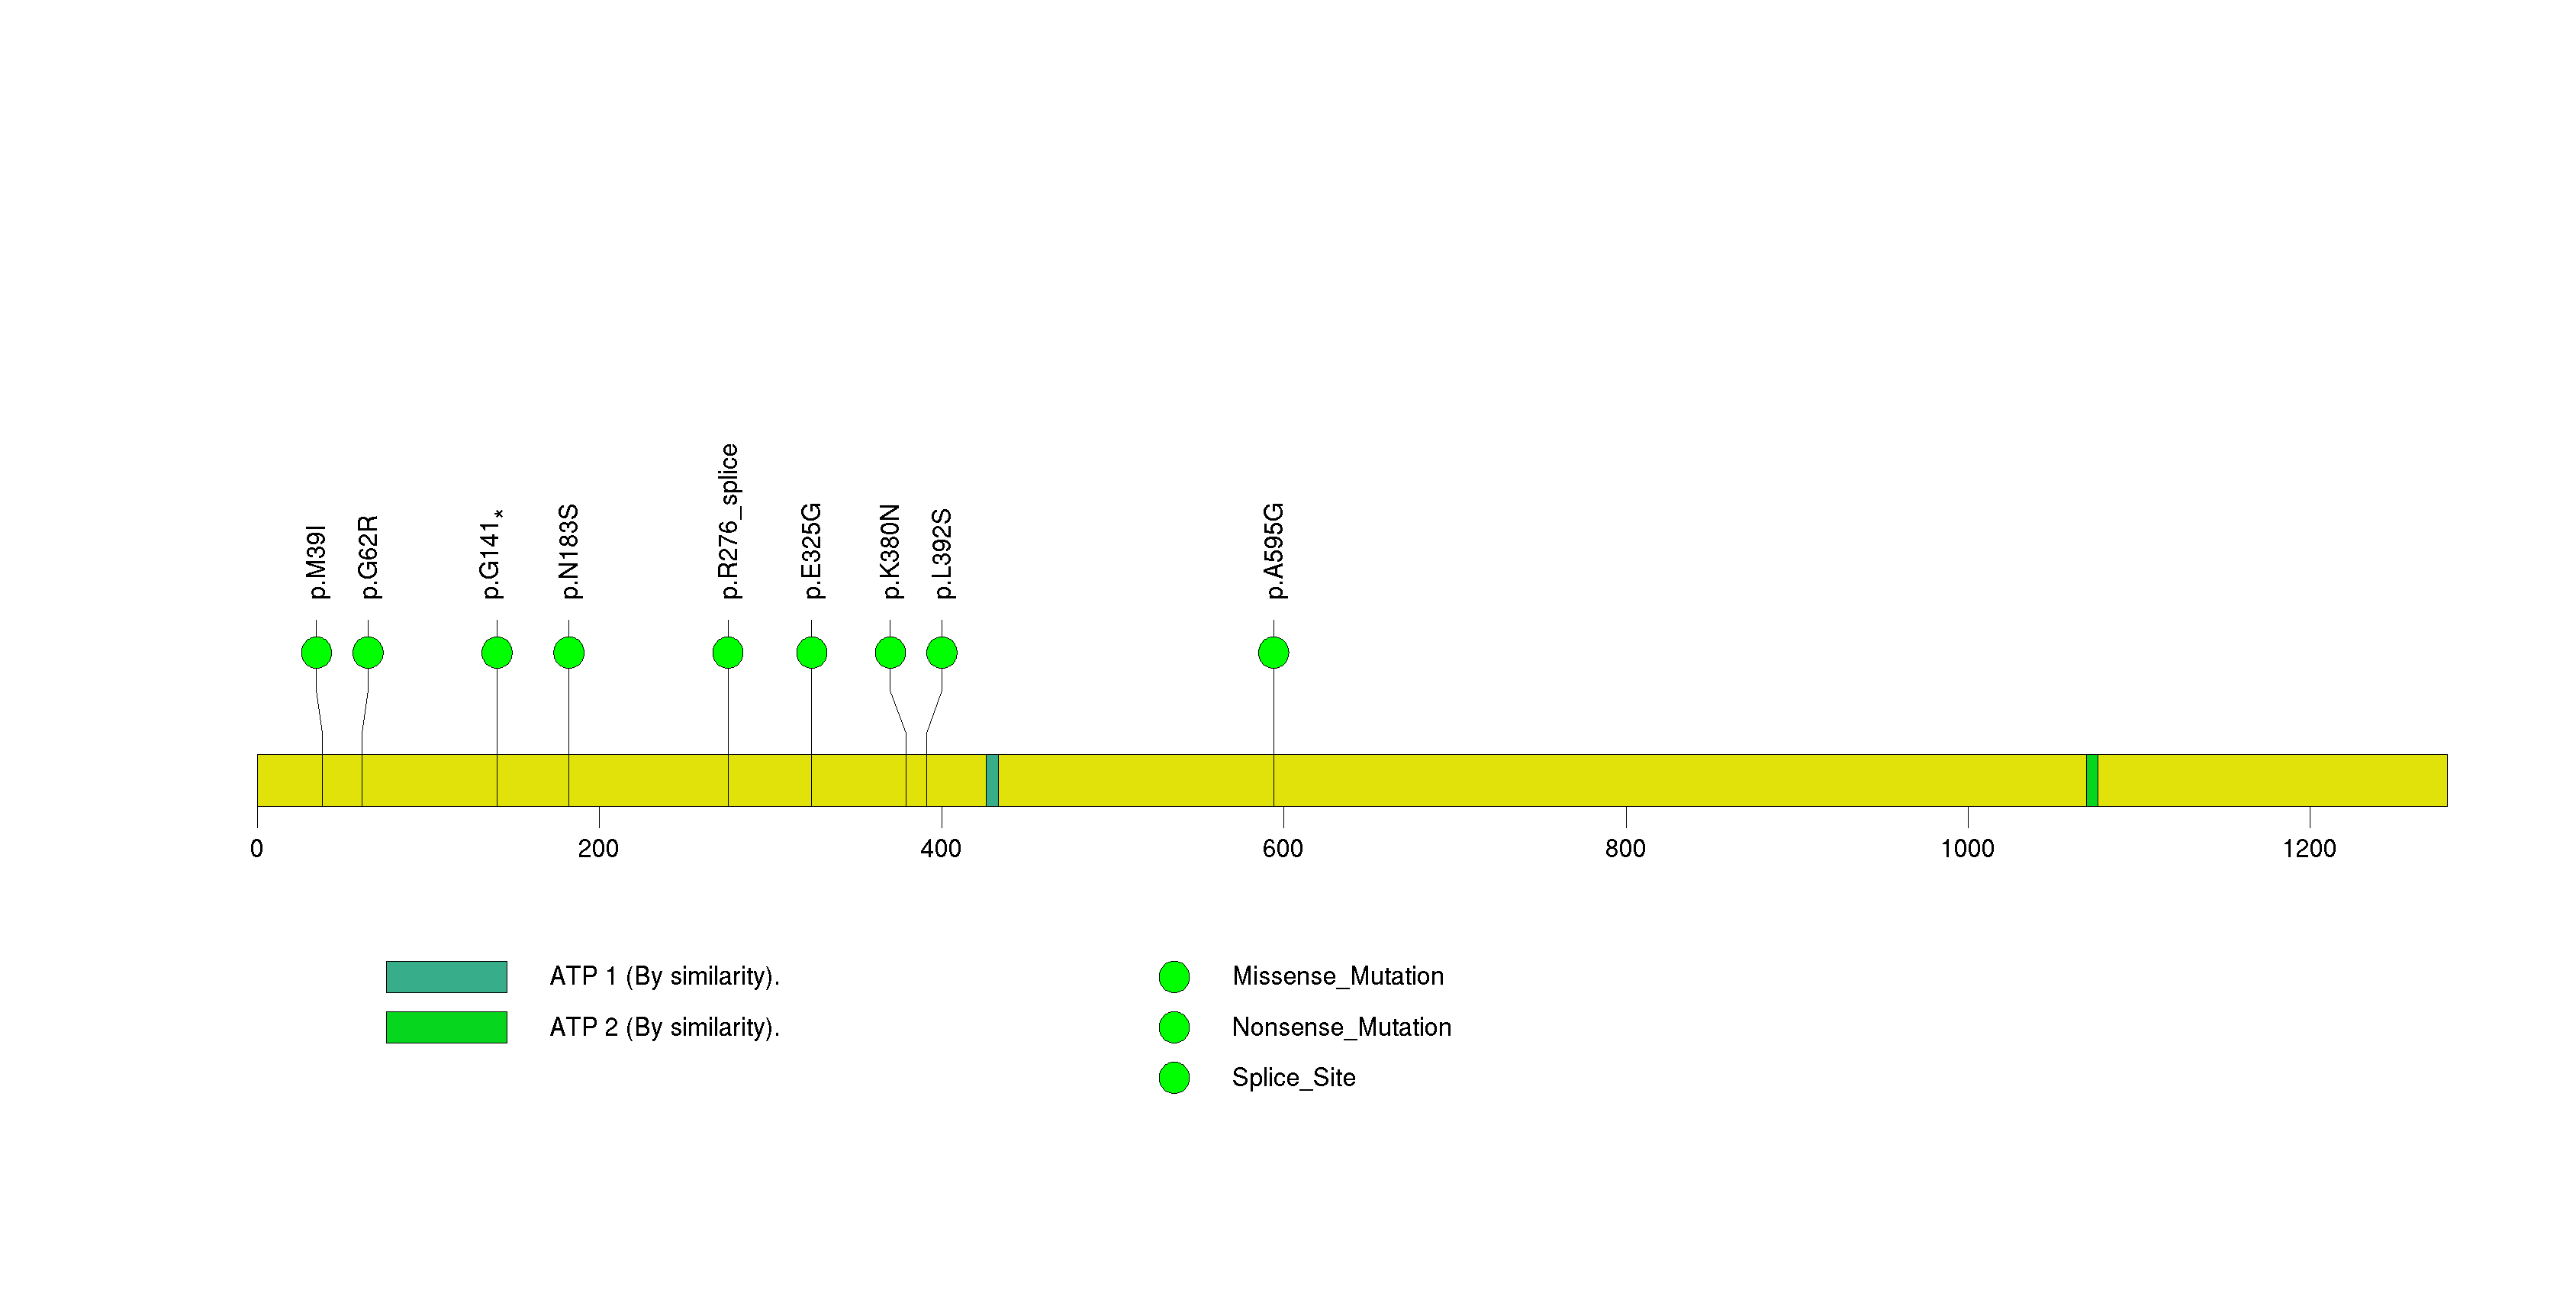 p.M39I
p.G62R
p.G141*
p.N183S
p.R276_splice
p.E325G
p.K380N
p.L392S
p.A595G
0 200 400 600 800 1000 1200
ATP 1 (By similarity).
ATP 2 (By similarity).
Missense_Mutation
Nonsense_Mutation
Splice_Site